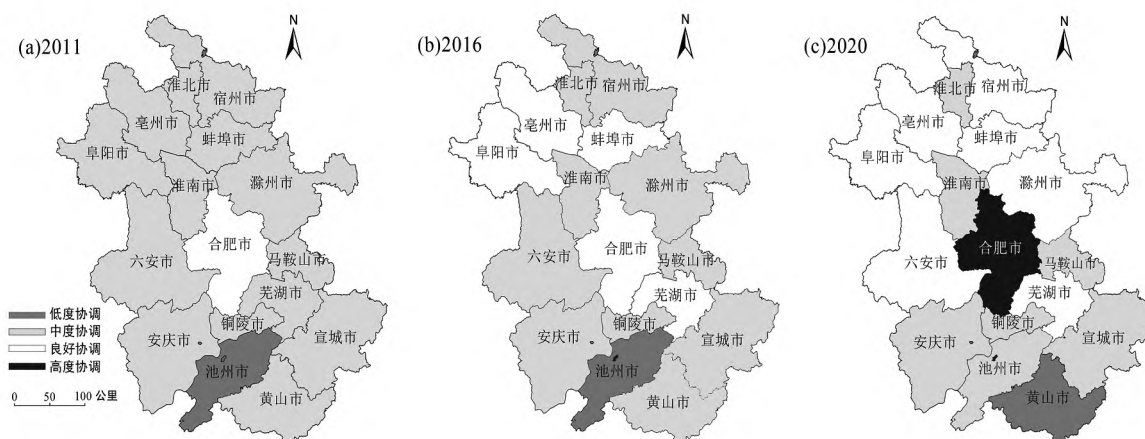 (a)2011
N
淮北市
宿州市
亳州市
蚌埠市
阜阳市
淮南市
滁州市
合肥市
六安市
马鞍山市
芜湖市
铜陵市
宣城市
安庆市
池州市
黄山市
低度协调
中度协调
良好协调
高度协调
0 50 100 公里
(b)2016
N
淮北市
宿州市
亳州市
蚌埠市
阜阳市
淮南市
滁州市
合肥市
六安市
马鞍山市
芜湖市
铜陵市
宣城市
安庆市
池州市
黄山市
(c)2020
N
淮北市
宿州市
亳州市
蚌埠市
阜阳市
淮南市
滁州市
合肥市
六安市
马鞍山市
芜湖市
铜陵市
宣城市
安庆市
池州市
黄山市